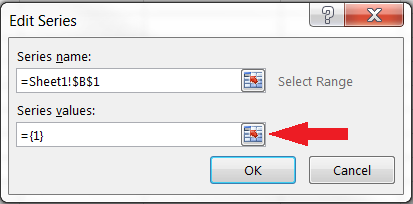 Edit Series
?
Series name:
=Sheet1!$B$1
Select Range
Series values:
={1}
OK
Cancel